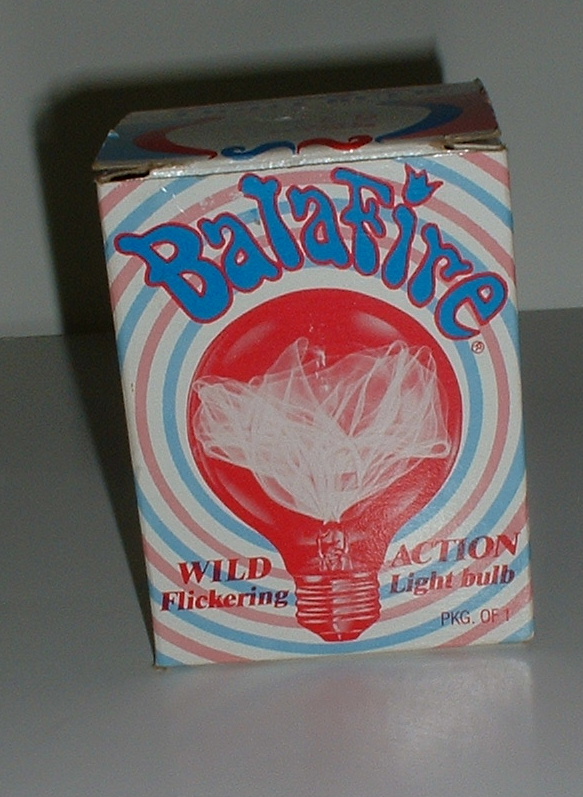 BalaFire
®
WILD
Flickering
ACTION
Light bulb
PKG. OF 1